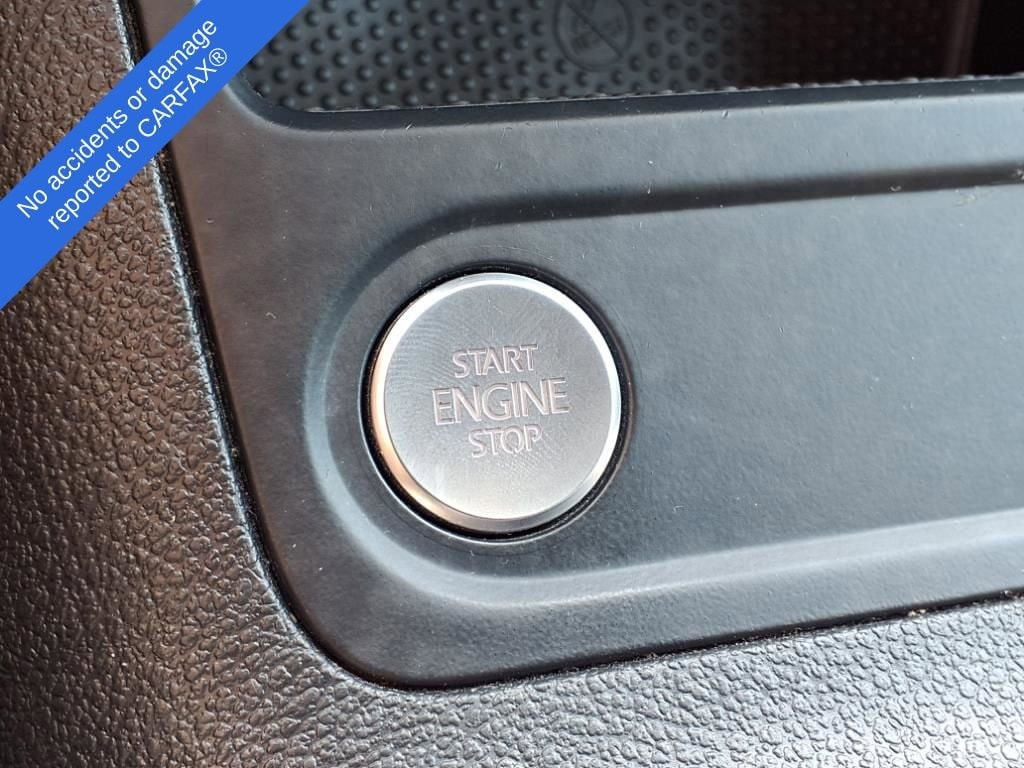 No accidents or damage
reported to CARFAX®
START
ENGINE
STOP